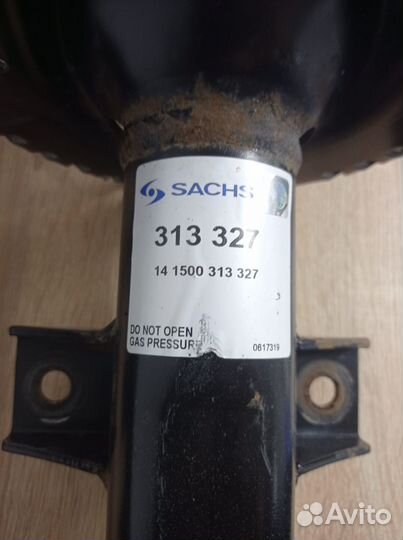 SACHS
313 327
14 1500 313 327
DO NOT OPEN
GAS PRESSURE
0617319
Avito